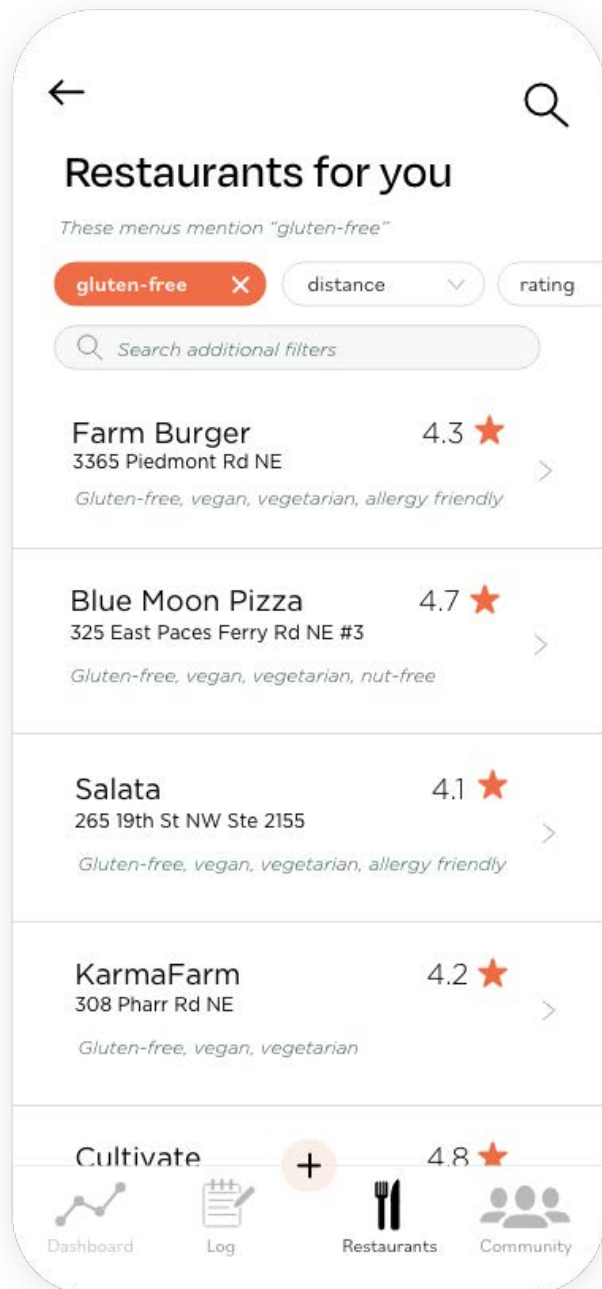 Restaurants for you
These menus mention “gluten-free”
gluten-free distance rating
Search additional filters
Farm Burger 4.3
3365 Piedmont Rd NE
Gluten-free, vegan, vegetarian, allergy friendly
Blue Moon Pizza 4.7
325 East Paces Ferry Rd NE #3
Gluten-free, vegan, vegetarian, nut-free
Salata 4.1
265 19th St NW Ste 2155
Gluten-free, vegan, vegetarian, allergy friendly
KarmaFarm 4.2
308 Pharr Rd NE
Gluten-free, vegan, vegetarian
Cultivate 4.8
Dashboard Log Restaurants Community